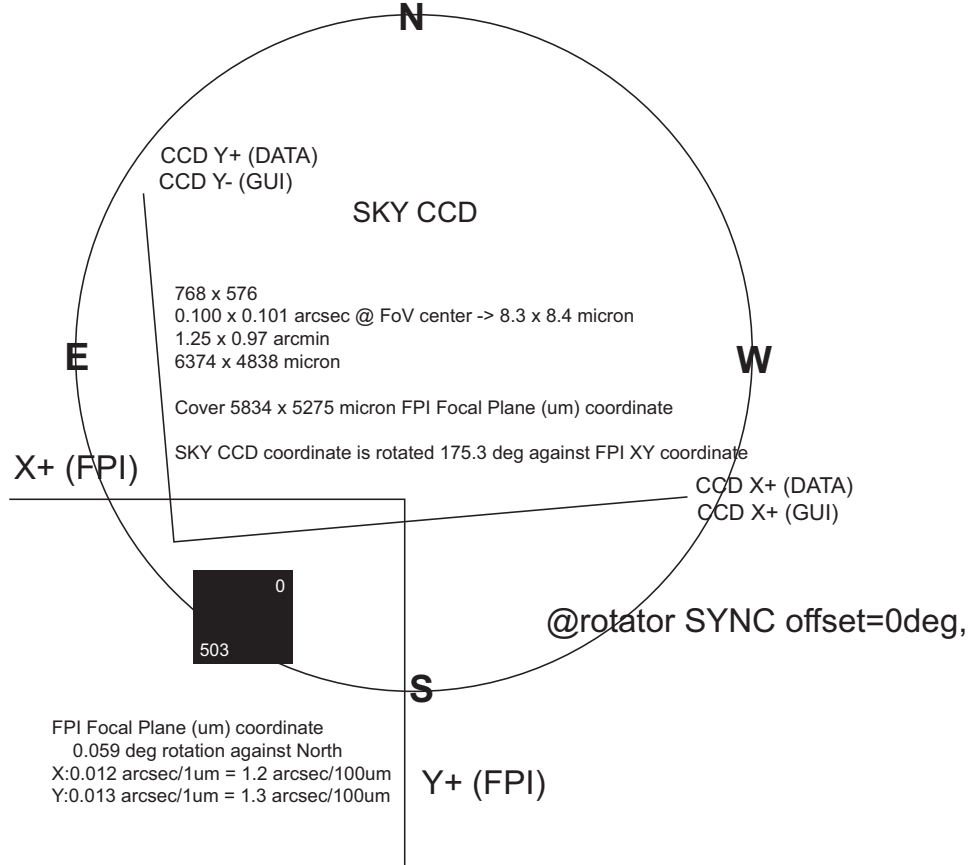 N
CCD Y+ (DATA)
CCD Y- (GUI)
SKY CCD
768 x 576
0.100 x 0.101 arcsec @ FoV center -> 8.3 x 8.4 micron
1.25 x 0.97 arcmin
6374 x 4838 micron
E
W
Cover 5834 x 5275 micron FPI Focal Plane (um) coordinate
SKY CCD coordinate is rotated 175.3 deg against FPI XY coordinate
X+ (FPI)
CCD X+ (DATA)
CCD X+ (GUI)
0
503
@rotator SYNC offset=0deg,
S
FPI Focal Plane (um) coordinate
0.059 deg rotation against North
X:0.012 arcsec/1um = 1.2 arcsec/100um
Y:0.013 arcsec/1um = 1.3 arcsec/100um
Y+ (FPI)